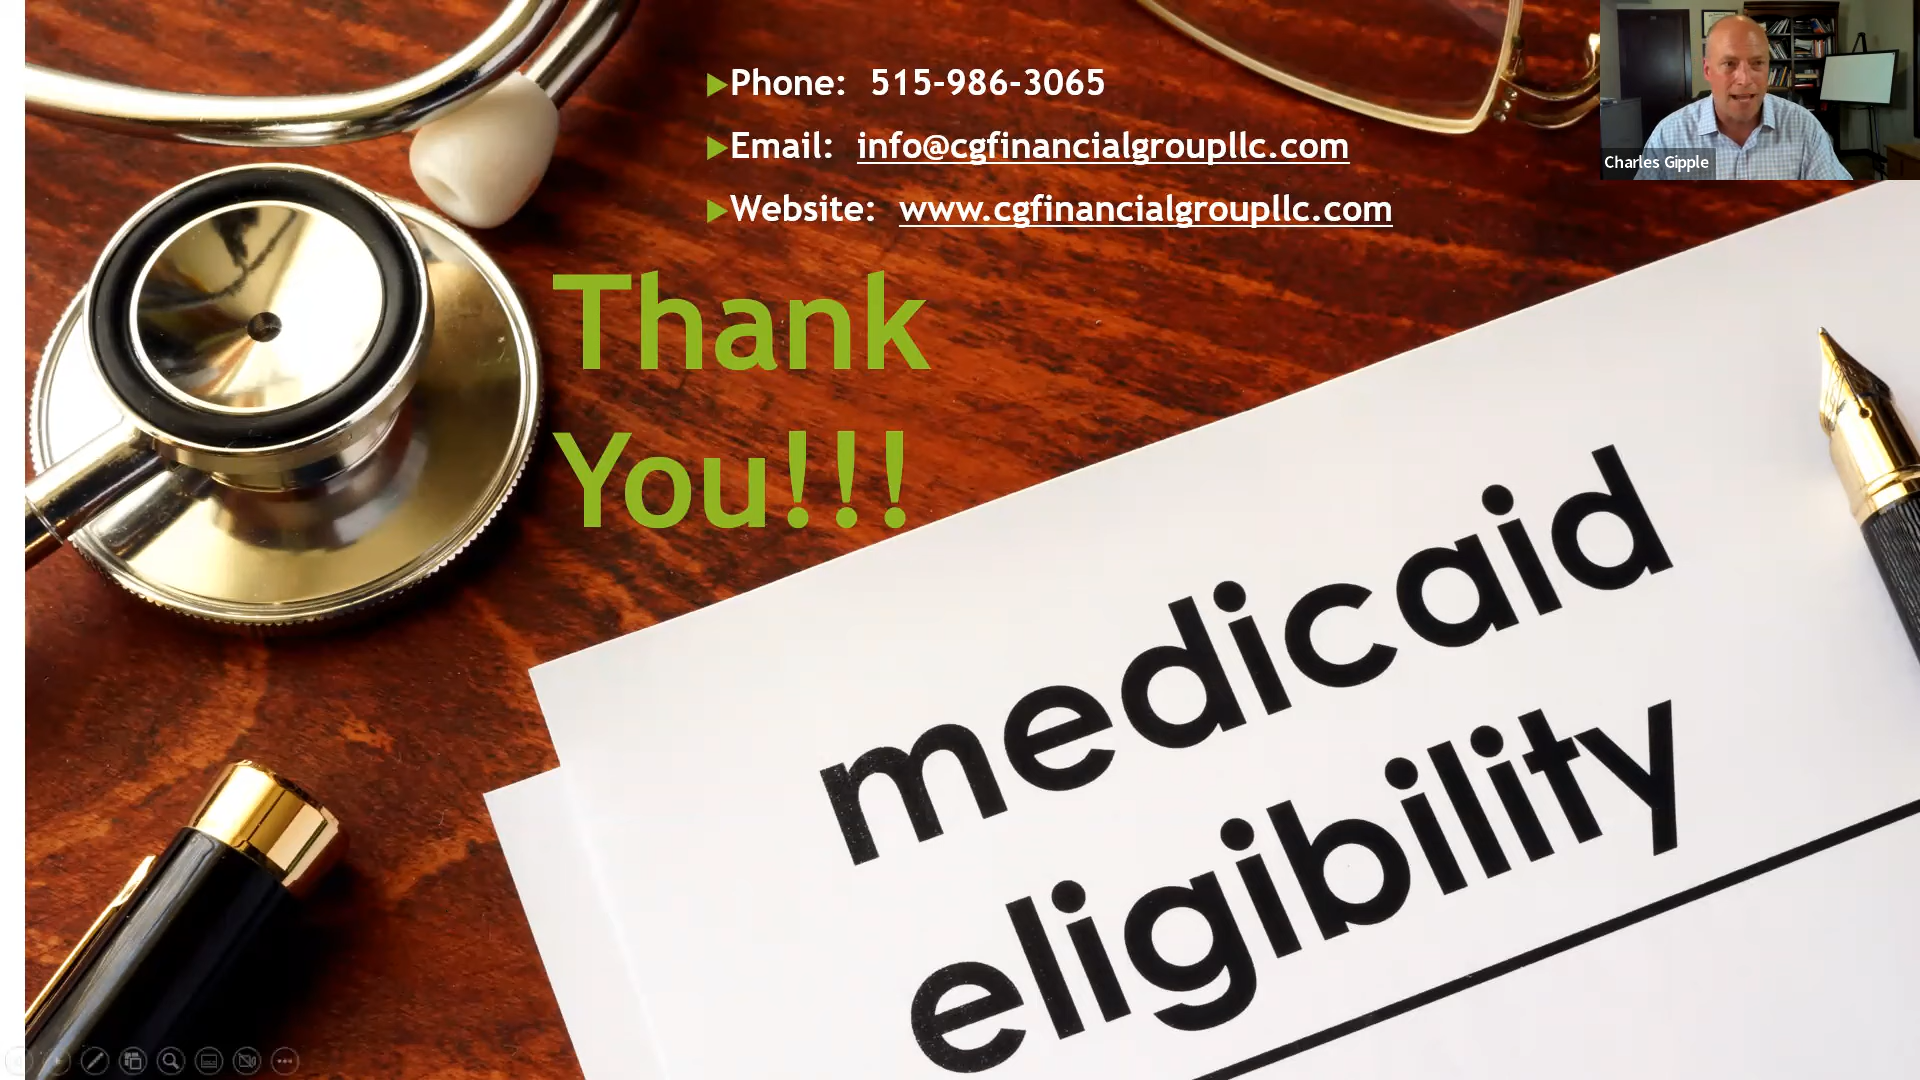 Phone: 515-986-3065
Email: info@cgfinancialgroupllc.com
Website: www.cgfinancialgroupllc.com
Charles Gipple
Thank
You!!!
medicaid
eligibility